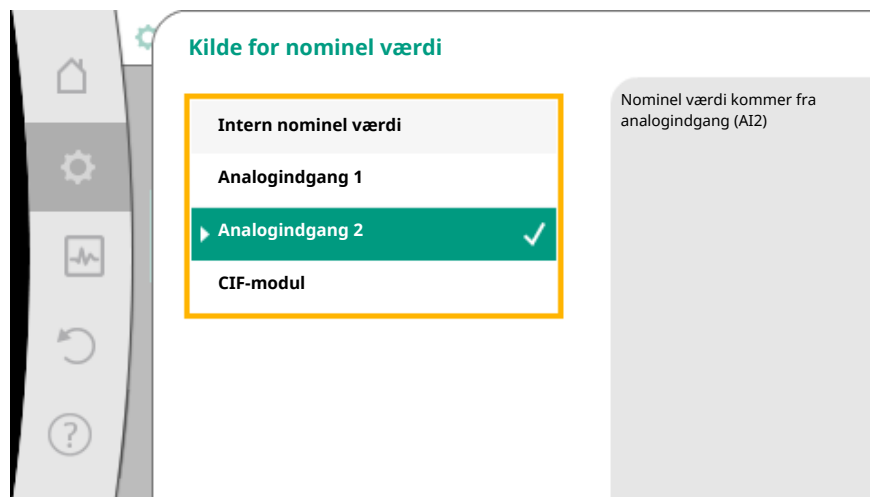 Kilde for nominel værdi
Intern nominel værdi
Analogindgang 1
Analogindgang 2
CIF-modul
Nominel værdi kommer fra
analogindgang (AI2)